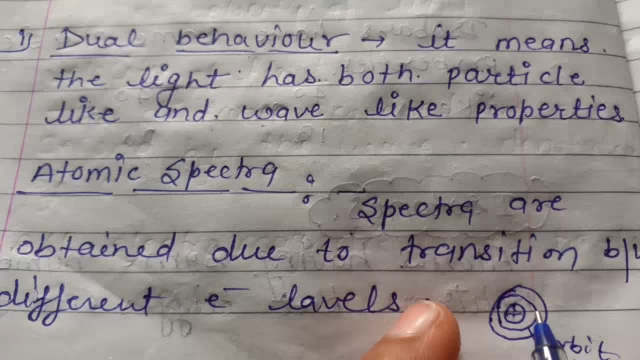 1) Dual behaviour → it means.
the light has both particle
like and wave like properties
Atomic Spectra :
Spectra are
obtained due to transition b/w
different e⁻ lavels.
+
orbit